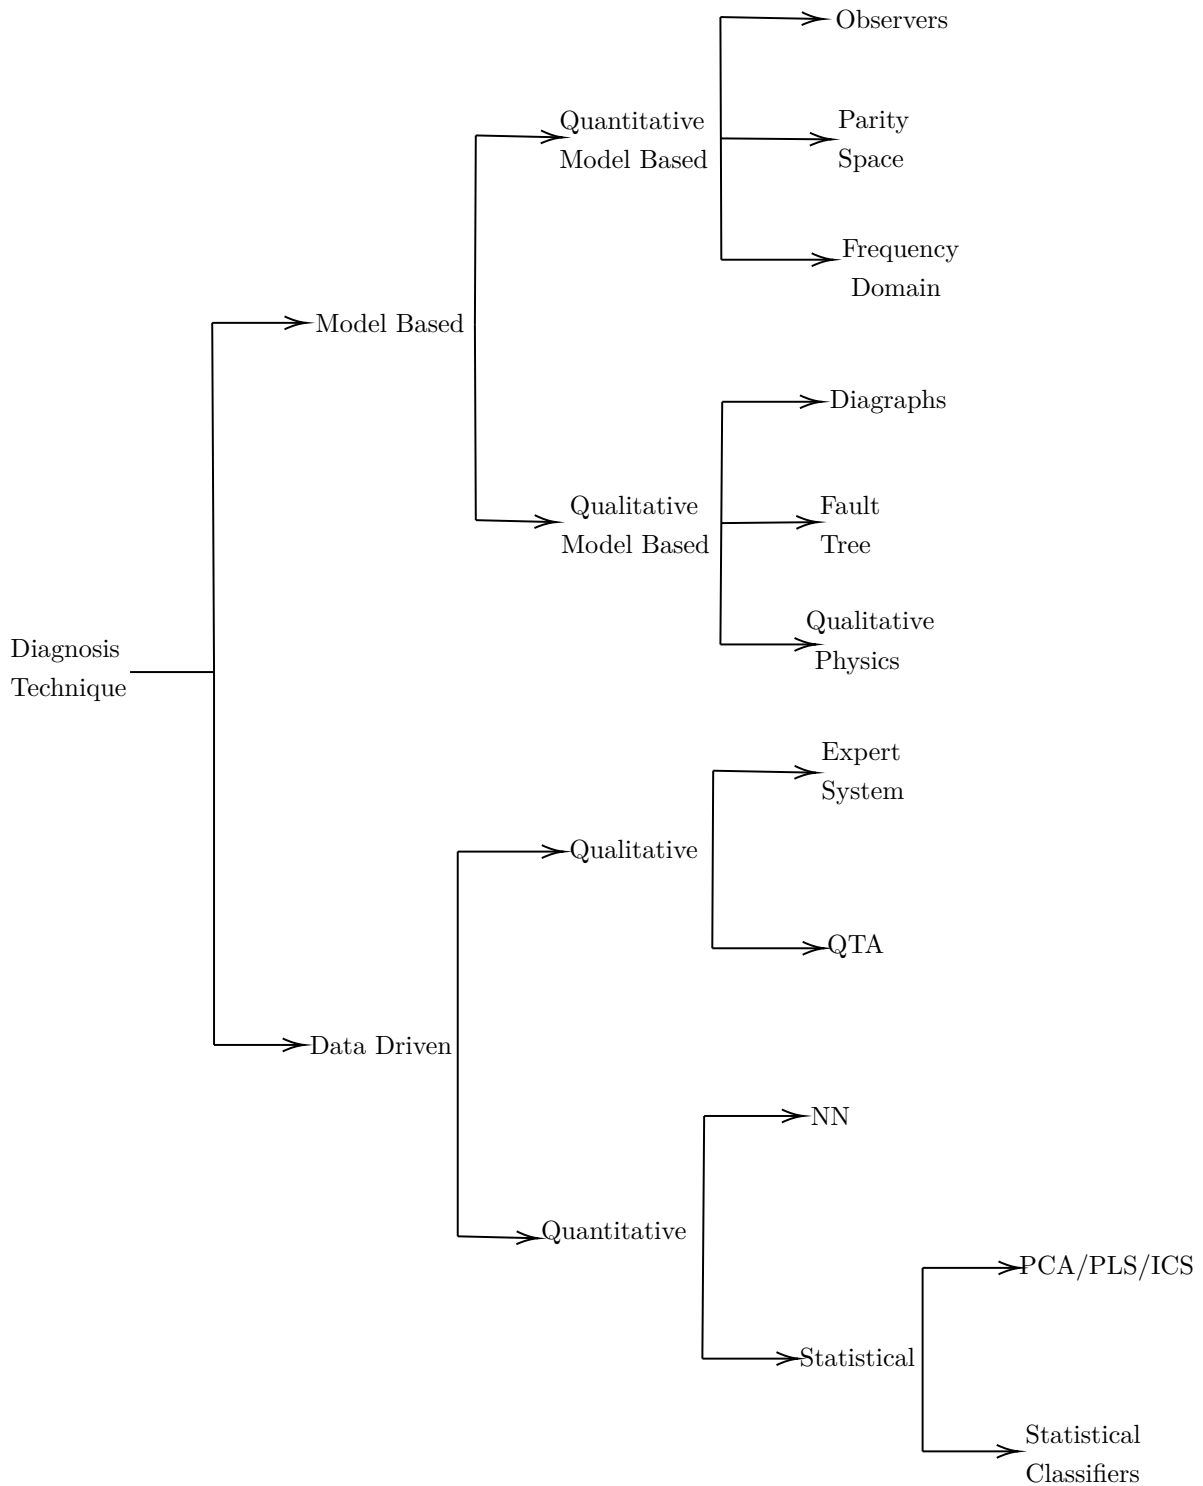 Observers
Quantitative
Model Based
Parity
Space
Frequency
Domain
Model Based
Diagraphs
Qualitative
Model Based
Fault
Tree
Qualitative
Physics
Diagnosis
Technique
Expert
System
Qualitative
QTA
Data Driven
NN
Quantitative
PCA/PLS/ICS
Statistical
Statistical
Classifiers